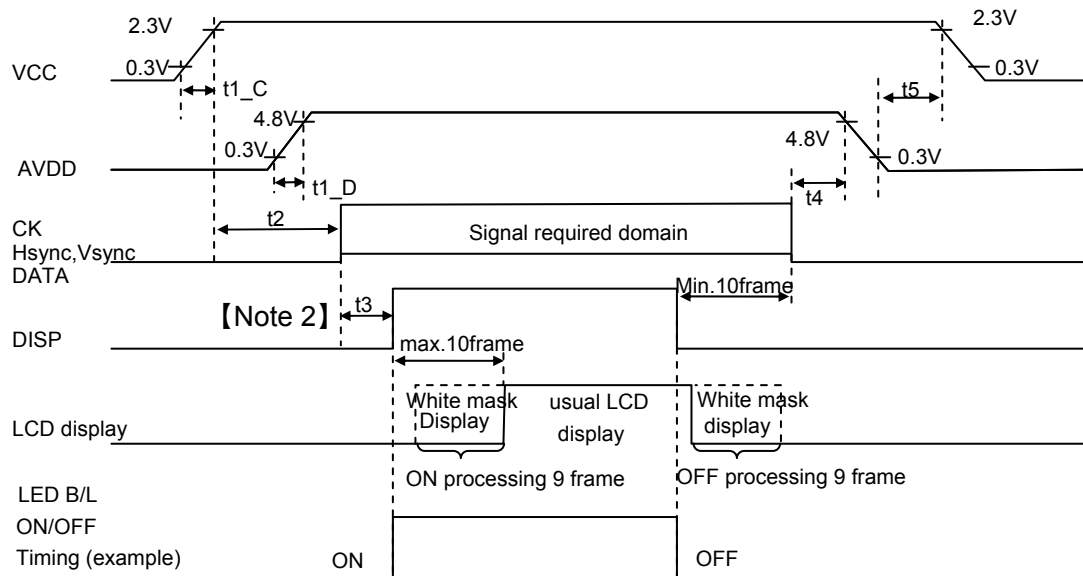 2.3V
2.3V
VCC
0.3V
0.3V
t1_C
t5
4.8V
4.8V
0.3V
0.3V
AVDD
t1_D
t4
t2
CK
Hsync,Vsync
DATA
Signal required domain
Min.10frame
【Note 2】
t3
DISP
max.10frame
White mask
Display
usual LCD
display
White mask
display
LCD display
ON processing 9 frame
OFF processing 9 frame
LED B/L
ON/OFF
Timing (example)
ON
OFF